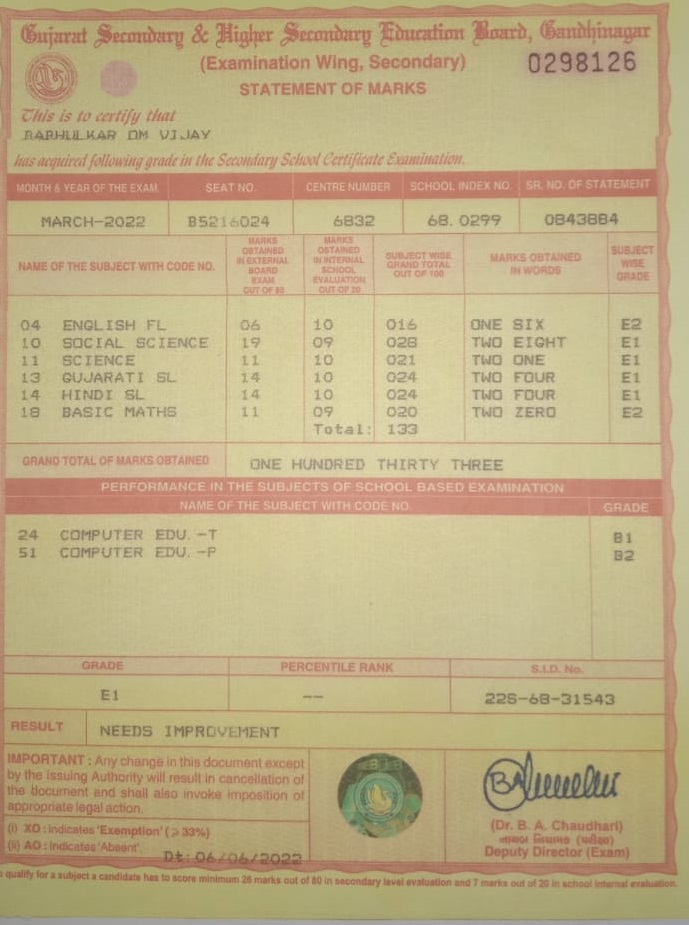 Gujarat Secondary & Higher Secondary Education Board, Gandhinagar
(Examination Wing, Secondary)
0298126
STATEMENT OF MARKS
This is to certify that
RAHULKAR OM VIJAY
has acquired following grade in the Secondary School Certificate Examination.
MONTH & YEAR OF THE EXAM. SEAT NO. CENTRE NUMBER SCHOOL INDEX NO. SR. NO. OF STATEMENT
MARCH-2022 B5216024 6832 68.0299 0843884
NAME OF THE SUBJECT WITH CODE NO. MARKS OBTAINED IN EXTERNAL BOARD EXAM OUT OF 80 MARKS OBTAINED IN INTERNAL SCHOOL EVALUATION OUT OF 20 SUBJECT WISE GRAND TOTAL OUT OF 100 MARKS OBTAINED IN WORDS SUBJECT WISE GRADE
04 ENGLISH FL 06 10 016 ONE SIX E2
10 SOCIAL SCIENCE 19 09 028 TWO EIGHT E1
11 SCIENCE 11 10 021 TWO ONE E1
13 GUJARATI SL 14 10 024 TWO FOUR E1
14 HINDI SL 14 10 024 TWO FOUR E1
18 BASIC MATHS 11 09 020 TWO ZERO E2
Total: 133
GRAND TOTAL OF MARKS OBTAINED ONE HUNDRED THIRTY THREE
PERFORMANCE IN THE SUBJECTS OF SCHOOL BASED EXAMINATION
NAME OF THE SUBJECT WITH CODE NO. GRADE
24 COMPUTER EDU. -T B1
51 COMPUTER EDU. -P B2
GRADE PERCENTILE RANK S.I.D. No.
E1 -- 22S-68-31543
RESULT NEEDS IMPROVEMENT
IMPORTANT : Any change in this document except
by the issuing Authority will result in cancellation of
the document and shall also invoke imposition of
appropriate legal action.
(i) XO : Indicates 'Exemption' (⩾ 33%)
(ii) AO : Indicates 'Absent'.
Dt: 06/06/2022
(Dr. B. A. Chaudhari)
નાયબ નિયામક (પરીક્ષા)
Deputy Director (Exam)
qualify for a subject a candidate has to score minimum 26 marks out of 80 in secondary level evaluation and 7 marks out of 20 in school internal evaluation.